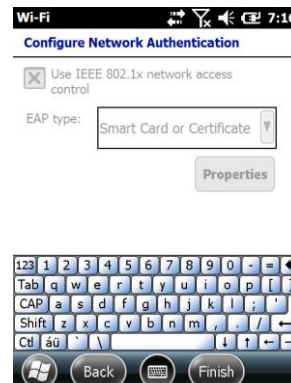 Wi-Fi 7:10
Configure Network Authentication
Use IEEE 802.1x network access
control
EAP type:
Smart Card or Certificate
Properties
123 1 2 3 4 5 6 7 8 9 0 - =
Tab q w e r t y u i o p [ ]
CAP a s d f g h j k l ; '
Shift z x c v b n m , . / ←
Ctl áü ` \ ↓ ↑ ← →
Back Finish